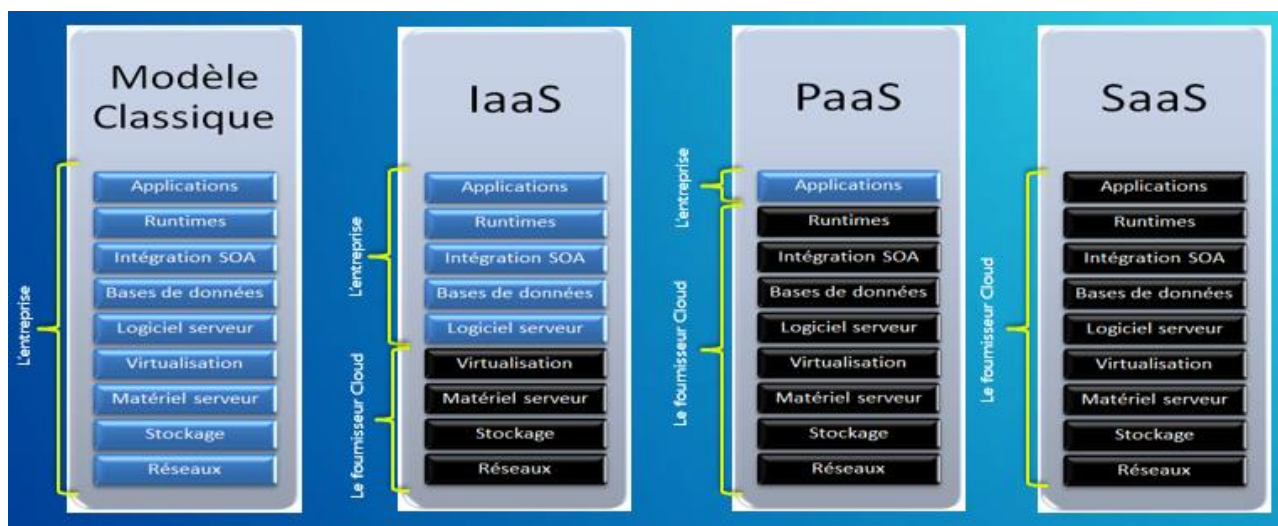 Modèle
Classique
L'entreprise
Applications
Runtimes
Intégration SOA
Bases de données
Logiciel serveur
Virtualisation
Matériel serveur
Stockage
Réseaux
IaaS
L'entreprise
Le fournisseur Cloud
Applications
Runtimes
Intégration SOA
Bases de données
Logiciel serveur
Virtualisation
Matériel serveur
Stockage
Réseaux
PaaS
L'entreprise
Le fournisseur Cloud
Applications
Runtimes
Intégration SOA
Bases de données
Logiciel serveur
Virtualisation
Matériel serveur
Stockage
Réseaux
SaaS
Le fournisseur Cloud
Applications
Runtimes
Intégration SOA
Bases de données
Logiciel serveur
Virtualisation
Matériel serveur
Stockage
Réseaux